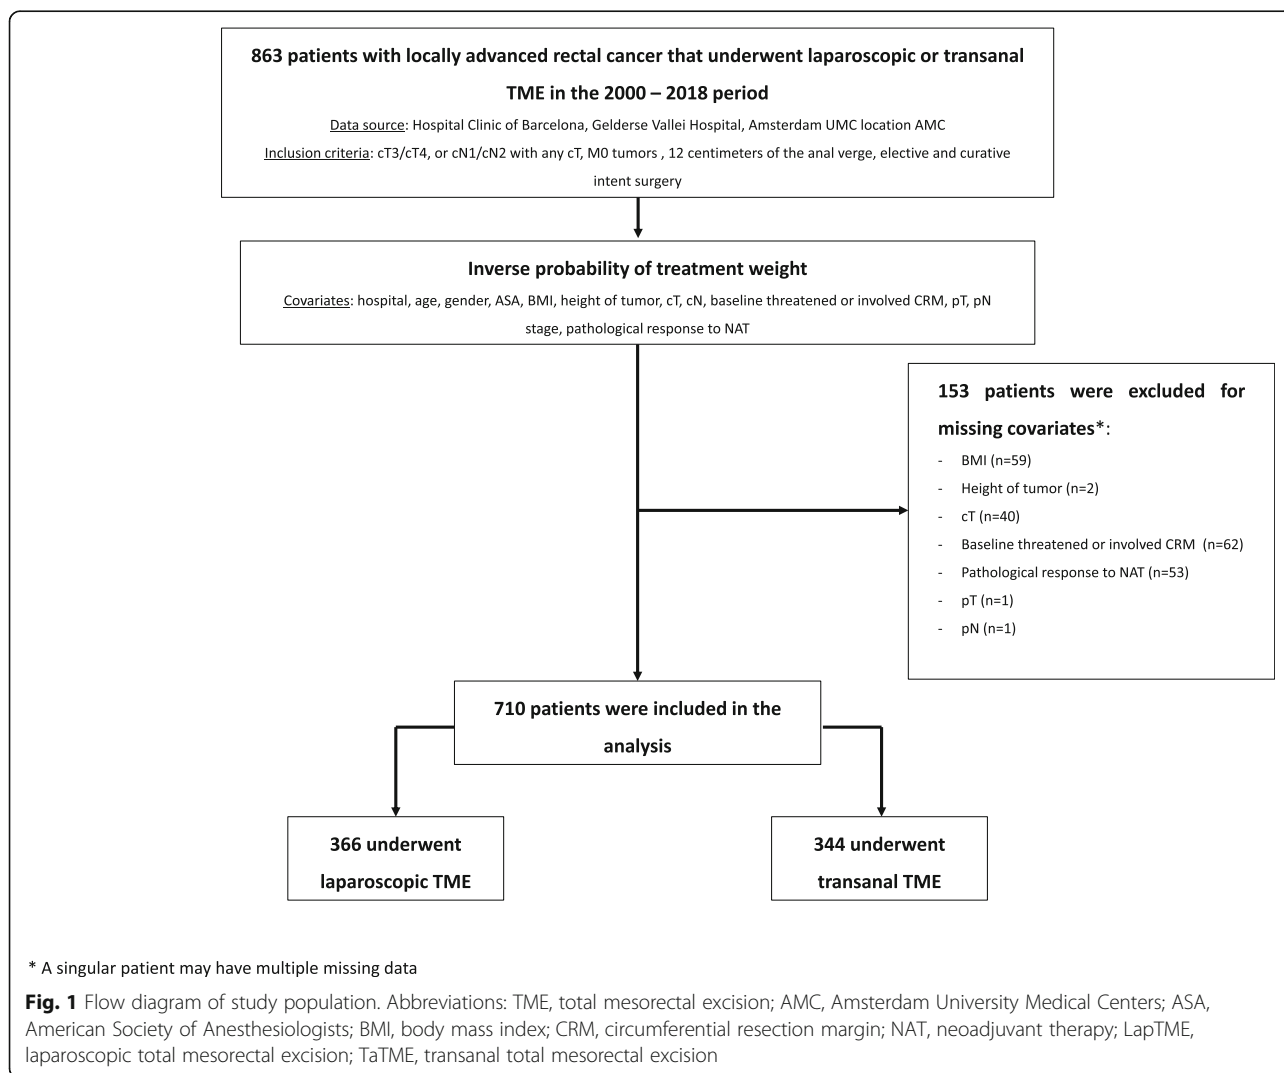 863 patients with locally advanced rectal cancer that underwent laparoscopic or transanal
TME in the 2000 – 2018 period
Data source: Hospital Clinic of Barcelona, Gelderse Vallei Hospital, Amsterdam UMC location AMC
Inclusion criteria: cT3/cT4, or cN1/cN2 with any cT, M0 tumors , 12 centimeters of the anal verge, elective and curative
intent surgery
Inverse probability of treatment weight
Covariates: hospital, age, gender, ASA, BMI, height of tumor, cT, cN, baseline threatened or involved CRM, pT, pN
stage, pathological response to NAT
153 patients were excluded for
missing covariates*:
- BMI (n=59)
- Height of tumor (n=2)
- cT (n=40)
- Baseline threatened or involved CRM (n=62)
- Pathological response to NAT (n=53)
- pT (n=1)
- pN (n=1)
710 patients were included in the
analysis
366 underwent
laparoscopic TME
344 underwent
transanal TME
* A singular patient may have multiple missing data
Fig. 1 Flow diagram of study population. Abbreviations: TME, total mesorectal excision; AMC, Amsterdam University Medical Centers; ASA,
American Society of Anesthesiologists; BMI, body mass index; CRM, circumferential resection margin; NAT, neoadjuvant therapy; LapTME,
laparoscopic total mesorectal excision; TaTME, transanal total mesorectal excision